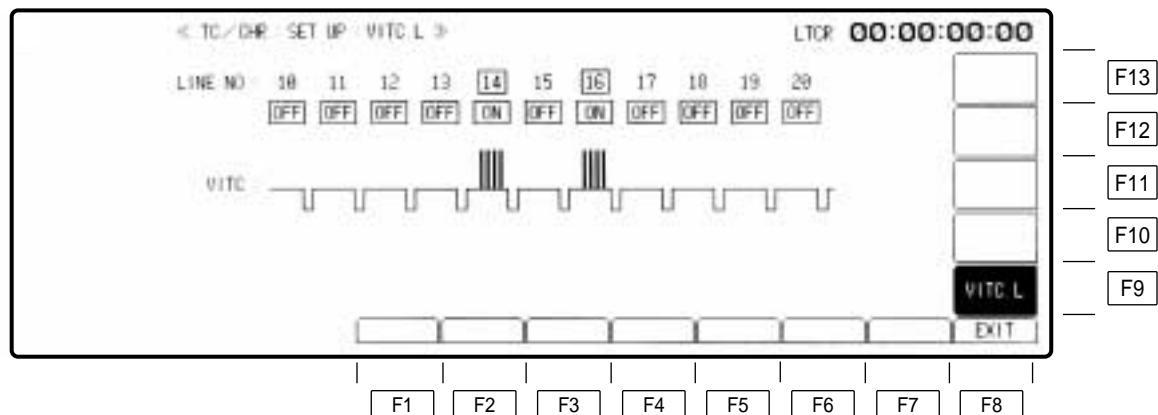 < TC/CHR : SET UP : VITC.L > LTCR 00:00:00:00
LINE NO : 10 11 12 13 14 15 16 17 18 19 20
OFF OFF OFF OFF ON OFF ON OFF OFF OFF OFF
VITC :
VITC.L
EXIT
F13
F12
F11
F10
F9
F1 F2 F3 F4 F5 F6 F7 F8